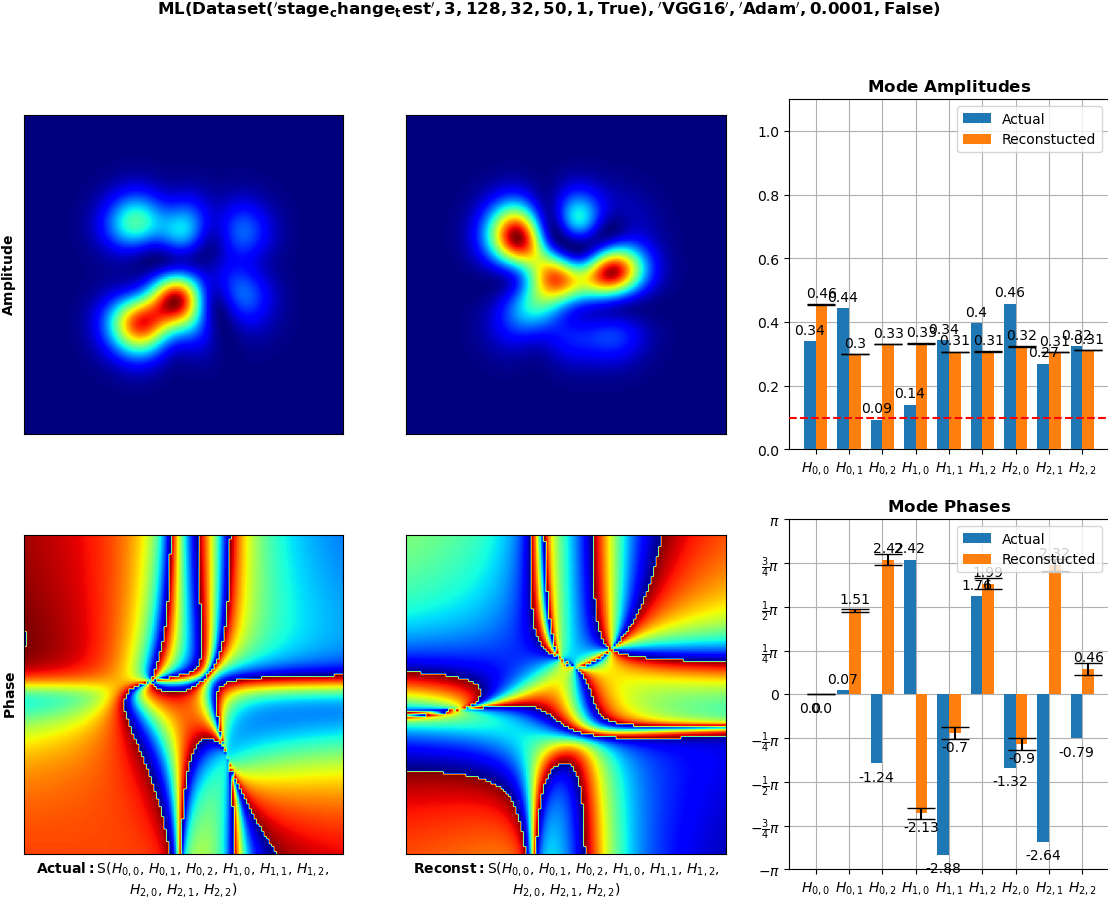 ML(Dataset('stage_change_test', 3, 128, 32, 50, 1, True), 'VGG16', 'Adam', 0.0001, False)
Amplitude
Mode Amplitudes
Actual
Reconstucted
1.0
0.8
0.6
0.4
0.2
0.0
0.34 0.44 0.09 0.14 0.34 0.4 0.46 0.27 0.32
0.46 0.3 0.33 0.33 0.31 0.31 0.32 0.31 0.31
H0,0 H0,1 H0,2 H1,0 H1,1 H1,2 H2,0 H2,1 H2,2
Phase
Actual: S(H0,0, H0,1, H0,2, H1,0, H1,1, H1,2,
H2,0, H2,1, H2,2)
Reconst: S(H0,0, H0,1, H0,2, H1,0, H1,1, H1,2,
H2,0, H2,1, H2,2)
Mode Phases
Actual
Reconstucted
π
3/4π
1/2π
1/4π
0
−1/4π
−1/2π
−3/4π
−π
0.0 0.07 -1.24 2.42 -2.88 1.76 -1.32 -2.64 -0.79
0.0 1.51 2.42 -2.13 -0.7 1.99 -0.9 2.32 0.46
H0,0 H0,1 H0,2 H1,0 H1,1 H1,2 H2,0 H2,1 H2,2